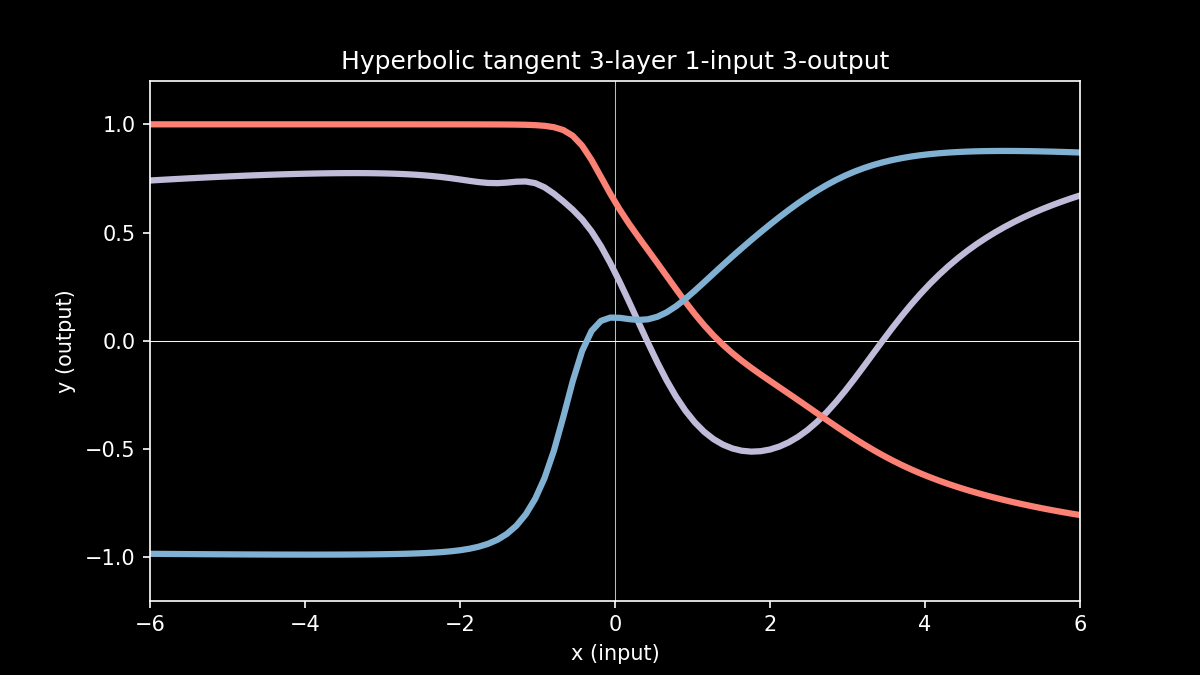 Hyperbolic tangent 3-layer 1-input 3-output
1.0
0.5
0.0
−0.5
−1.0
y (output)
−6 −4 −2 0 2 4 6
x (input)